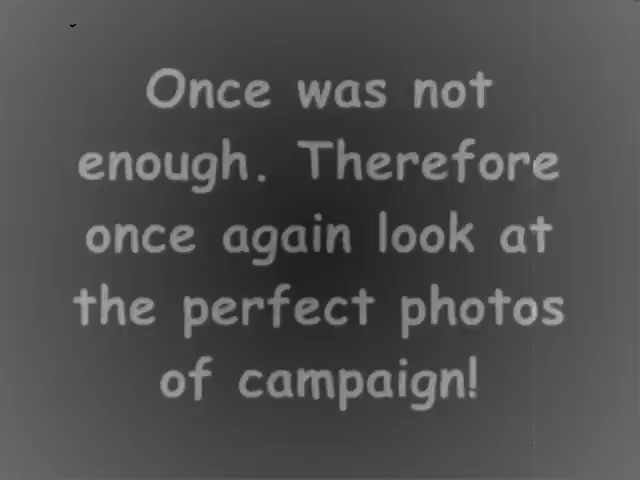 Once was not
enough. Therefore
once again look at
the perfect photos
of campaign!